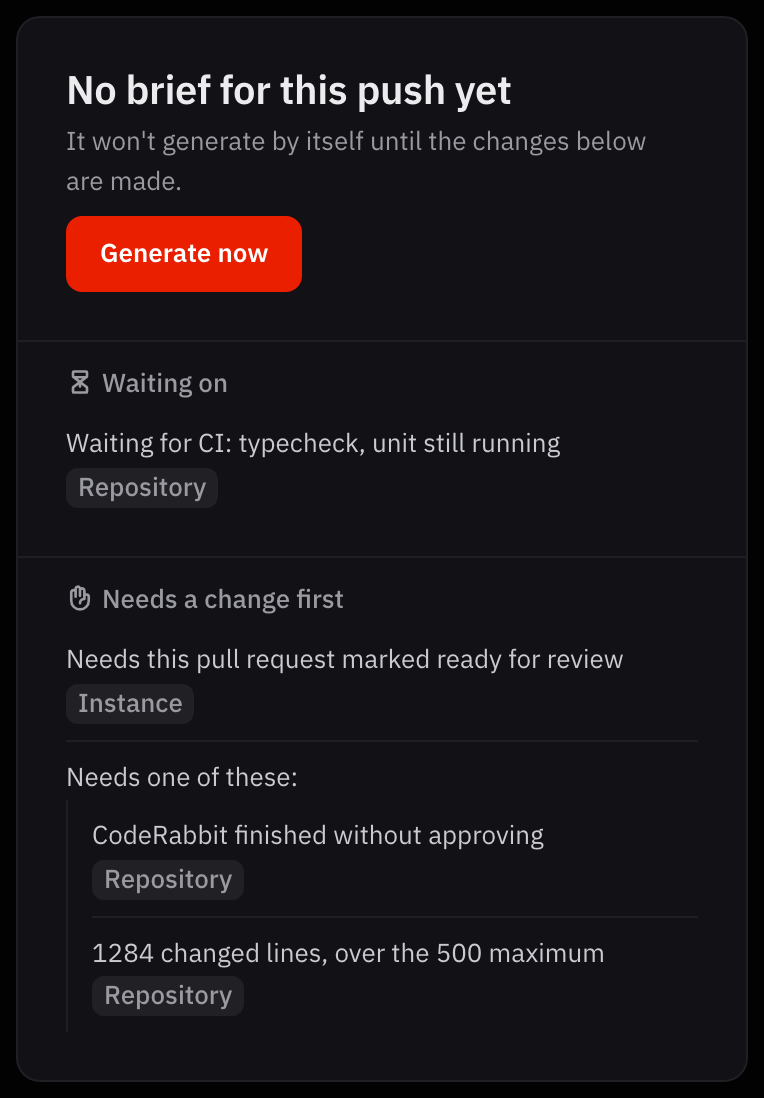 No brief for this push yet
It won't generate by itself until the changes below
are made.
Generate now
Waiting on
Waiting for CI: typecheck, unit still running
Repository
Needs a change first
Needs this pull request marked ready for review
Instance
Needs one of these:
CodeRabbit finished without approving
Repository
1284 changed lines, over the 500 maximum
Repository